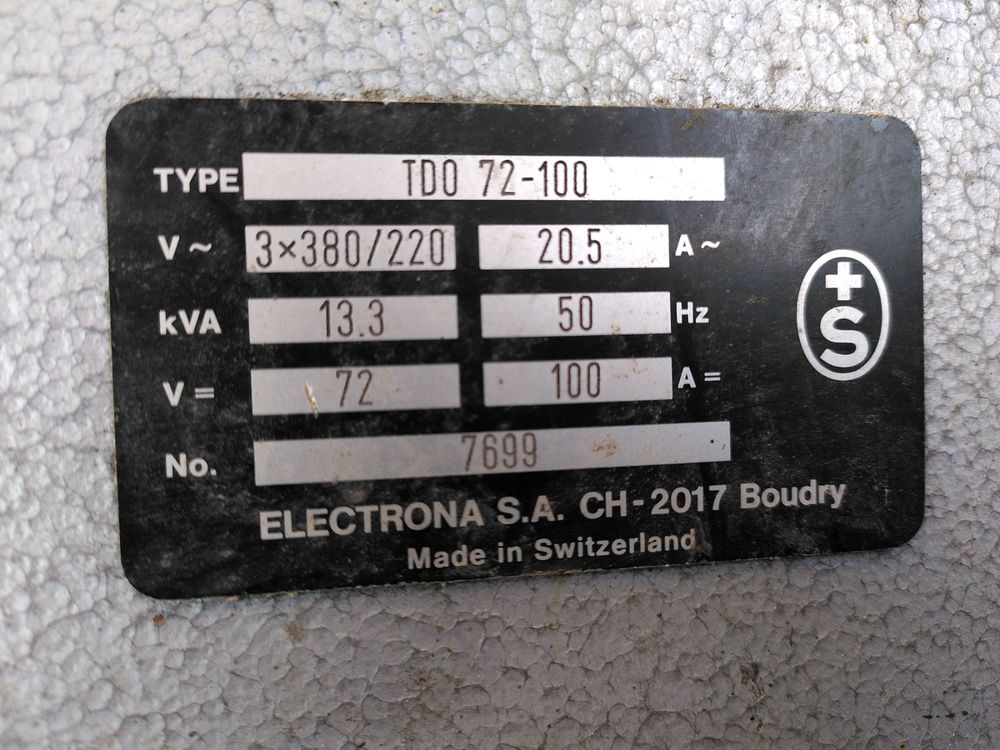 TYPE TDO 72-100
V~ 3×380/220 20.5 A~
kVA 13.3 50 Hz
V= 72 100 A=
+S
No. 7699
ELECTRONA S.A. CH-2017 Boudry
Made in Switzerland